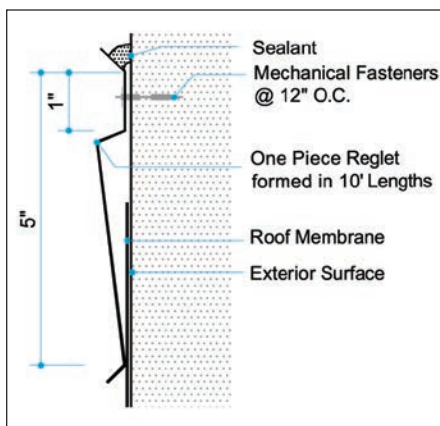 Sealant
Mechanical Fasteners
@ 12" O.C.
1"
One Piece Reglet
formed in 10' Lengths
5"
Roof Membrane
Exterior Surface